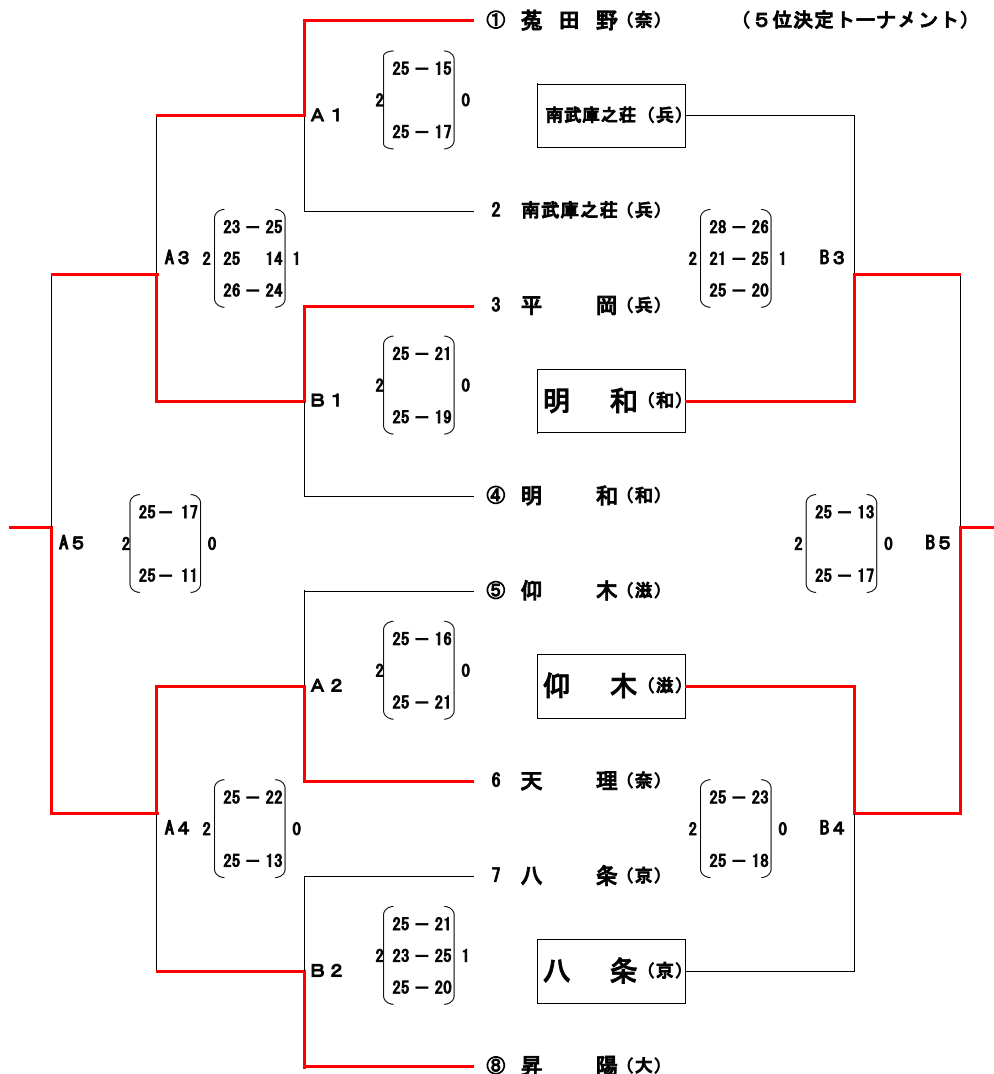 ① 菟田野（奈） （５位決定トーナメント）
25 － 15
Ａ１ 2 0 南武庫之荘（兵）
25 － 17
2 南武庫之荘（兵）
23 － 25 28 － 26
Ａ３ 2 25 14 1 2 21 － 25 1 Ｂ３
26 － 24 25 － 20
3 平岡（兵）
25 － 21
Ｂ１ 2 0 明和（和）
25 － 19
④ 明和（和）
25 － 17 25 － 13
Ａ５ 2 0 2 0 Ｂ５
25 － 11 25 － 17
⑤ 仰木（滋）
25 － 16
Ａ２ 2 0 仰木（滋）
25 － 21
6 天理（奈）
25 － 22 25 － 23
Ａ４ 2 0 2 0 Ｂ４
25 － 13 25 － 18
7 八条（京）
25 － 21
2 23 － 25 1
Ｂ２ 八条（京）
25 － 20
⑧ 昇陽（大）